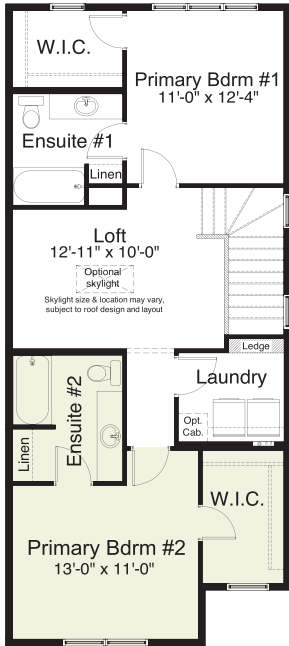 W.I.C.
Primary Bdrm #1
11'-0" x 12'-4"
Ensuite #1
Linen
Loft
12'-11" x 10'-0"
Optional
skylight
Skylight size & location may vary,
subject to roof design and layout
Ledge
Laundry
Opt.
Cab.
Ensuite #2
Linen
W.I.C.
Primary Bdrm #2
13'-0" x 11'-0"